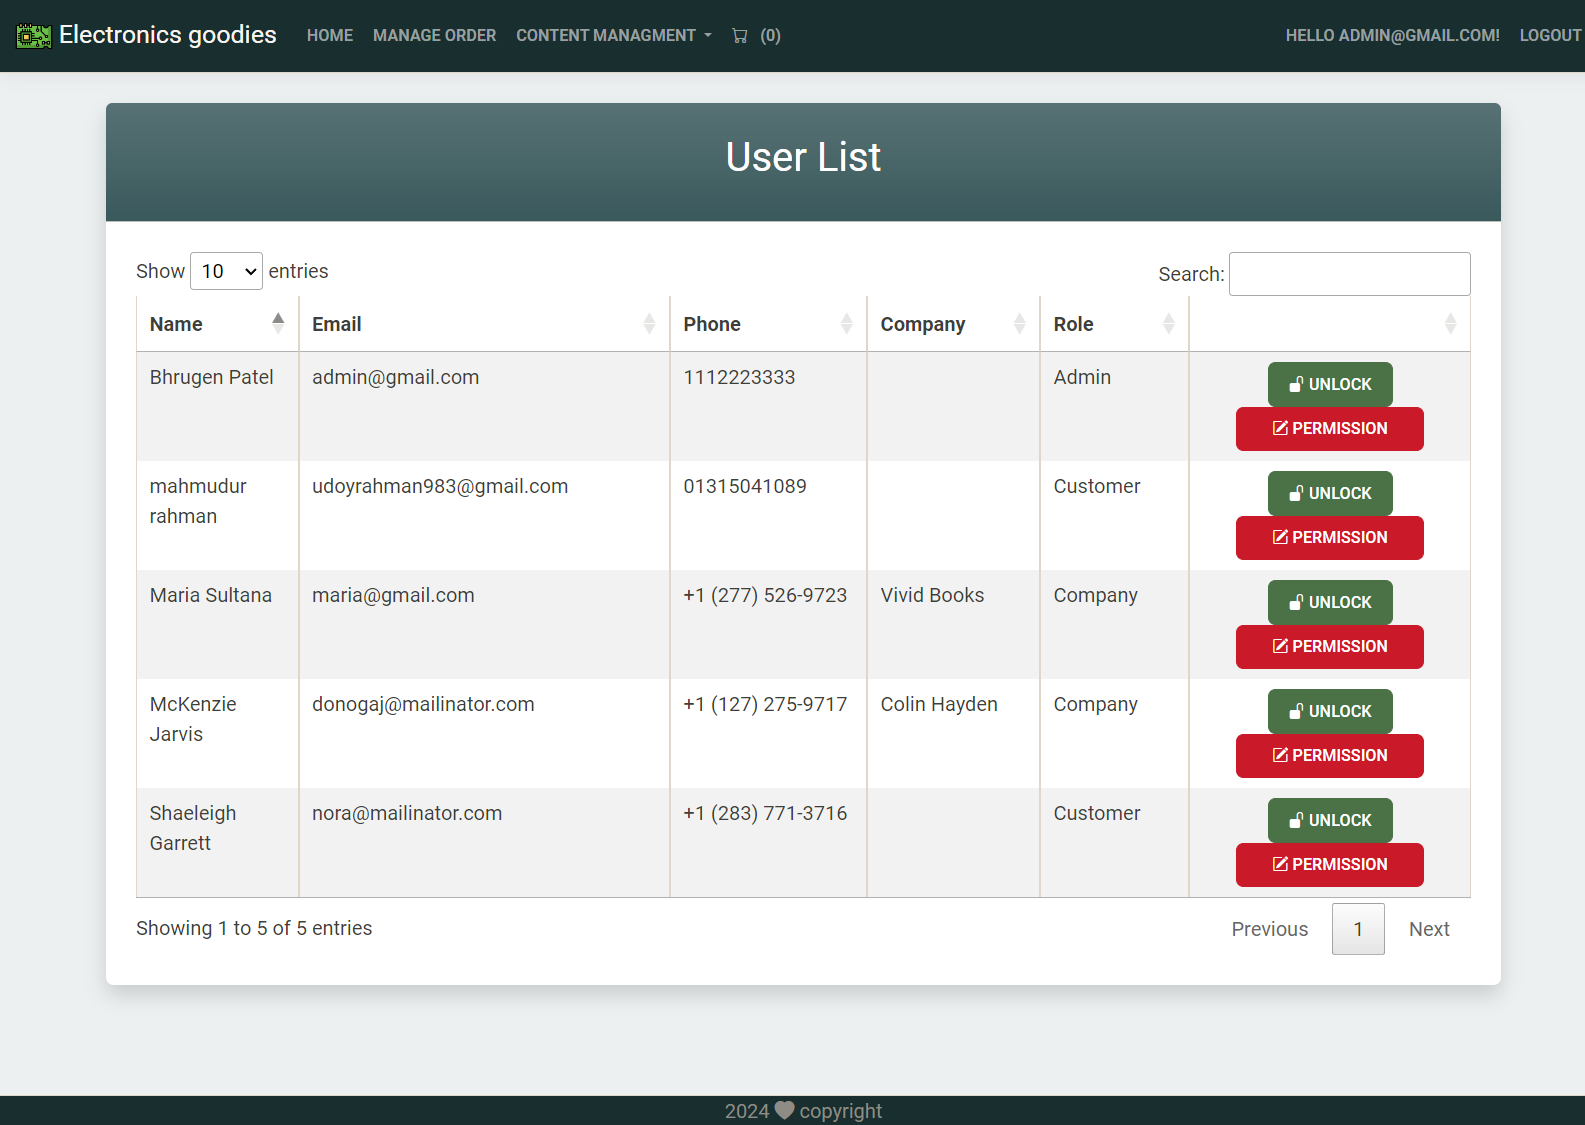 Electronics goodies HOME MANAGE ORDER CONTENT MANAGMENT (0) HELLO ADMIN@GMAIL.COM! LOGOUT
User List
Show 10 entries Search:
Name Email Phone Company Role
Bhrugen Patel admin@gmail.com 1112223333 Admin UNLOCK
PERMISSION
mahmudur udoyrahman983@gmail.com 01315041089 Customer UNLOCK
rahman PERMISSION
Maria Sultana maria@gmail.com +1 (277) 526-9723 Vivid Books Company UNLOCK
PERMISSION
McKenzie donogaj@mailinator.com +1 (127) 275-9717 Colin Hayden Company UNLOCK
Jarvis PERMISSION
Shaeleigh nora@mailinator.com +1 (283) 771-3716 Customer UNLOCK
Garrett PERMISSION
Showing 1 to 5 of 5 entries Previous 1 Next
2024 copyright